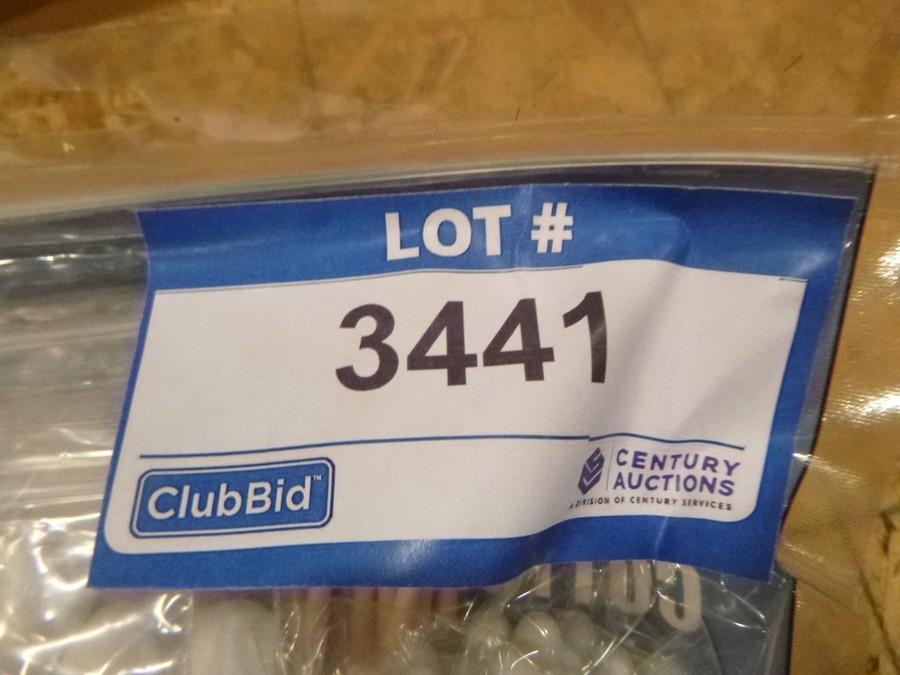 LOT #
3441
ClubBid™
CENTURY
AUCTIONS
A DIVISION OF CENTURY SERVICES